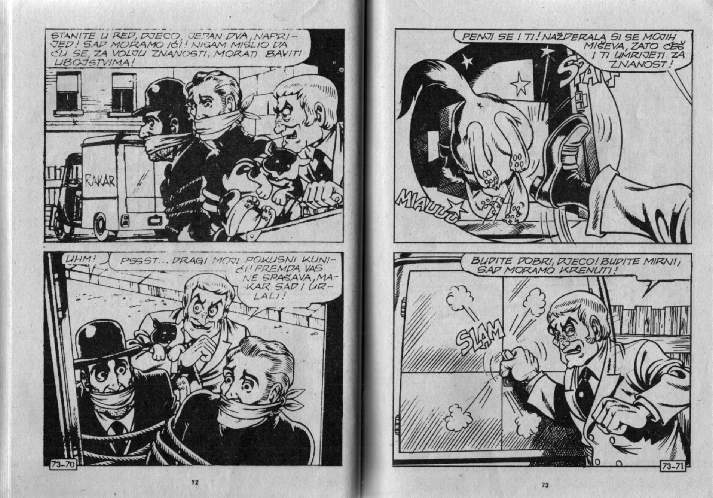 STANITE U RED, DJECO, JEDAN DVA, NAPRI-
JED! SAD MORAMO IĆI! NISAM MISLIO DA
ĆU SE, ZA VOLJU ZNANOSTI, MORATI BAVITI
UBOJSTVIMA!
RAKAR
UHM!
PSSST... DRAGI MOJI POKUSNI KUNI-
ĆI! PREMDA VAS
NE SPAŠAVA, MA-
KAR SAD I UR-
LALI!
73-70
72
PENJI SE I TI! NAŽDERALA SI SE MOJIH
MIŠEVA, ZATO ĆEŠ
I TI UMRIJETI ZA
ZNANOST!
MIAUUU
BUDITE DOBRI, DJECO! BUDITE MIRNI,
SAD MORAMO KRENUTI!
SLAM
73-71
73